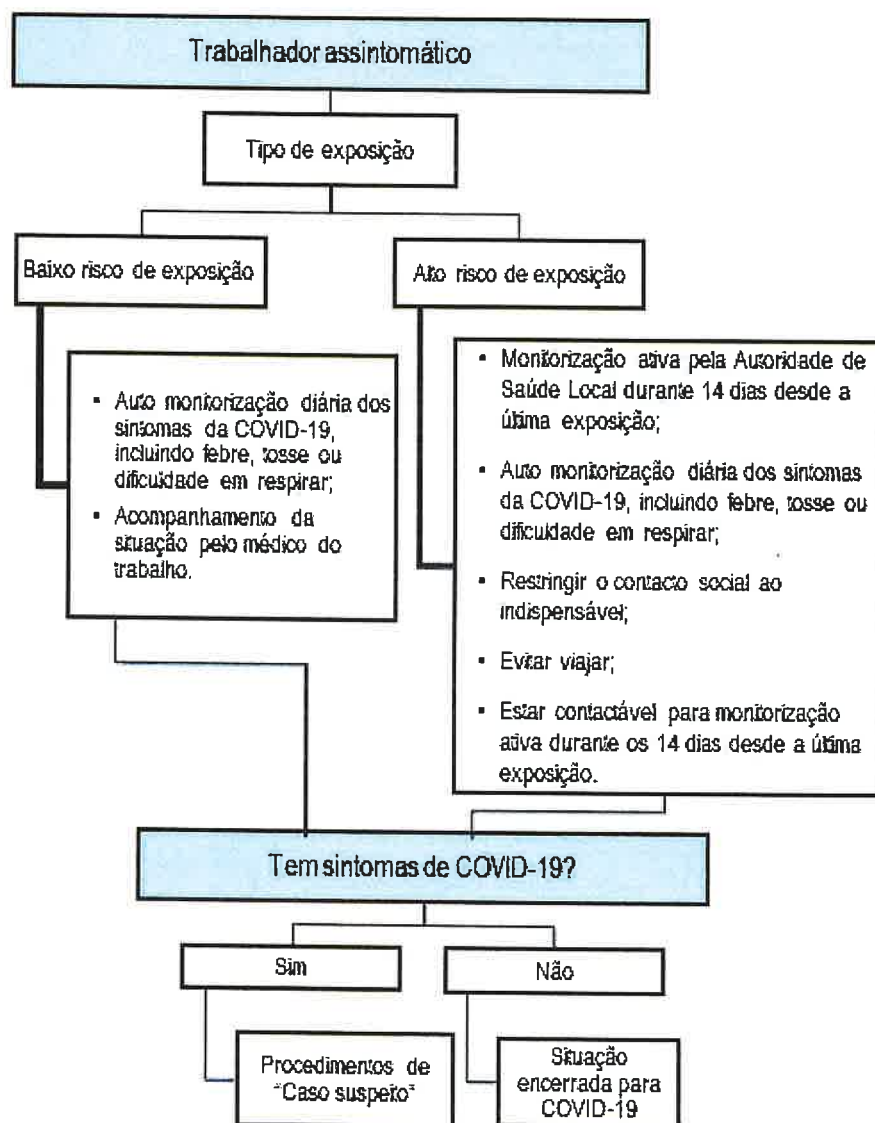 Trabalhador assintomático
Tipo de exposição
Baixo risco de exposição
Alto risco de exposição
▪ Auto monitorização diária dos
sintomas da COVID-19,
incluindo febre, tosse ou
dificuldade em respirar;
▪ Acompanhamento da
situação pelo médico do
trabalho.
▪ Monitorização ativa pela Autoridade de
Saúde Local durante 14 dias desde a
última exposição;
▪ Auto monitorização diária dos sintomas
da COVID-19, incluindo febre, tosse ou
dificuldade em respirar;
▪ Restringir o contacto social ao
indispensável;
▪ Evitar viajar;
▪ Estar contactável para monitorização
ativa durante os 14 dias desde a última
exposição.
Tem sintomas de COVID-19?
Sim
Não
Procedimentos de
"Caso suspeito"
Situação
encerrada para
COVID-19